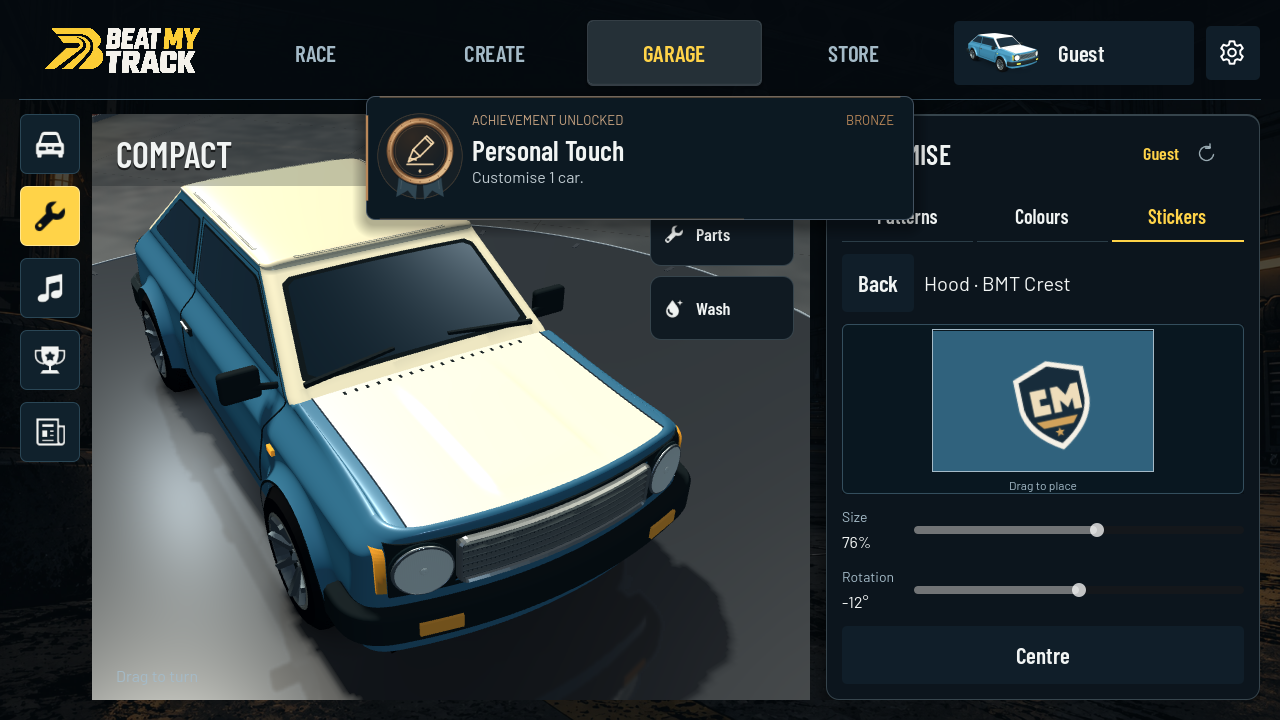 BEAT MY TRACK
RACE
CREATE
GARAGE
STORE
Guest
ACHIEVEMENT UNLOCKED
BRONZE
Personal Touch
Customise 1 car.
COMPACT
Guest
Colours
Stickers
Parts
Wash
Back
Hood · BMT Crest
CM
Drag to place
Size
76%
Rotation
-12°
Centre
Drag to turn